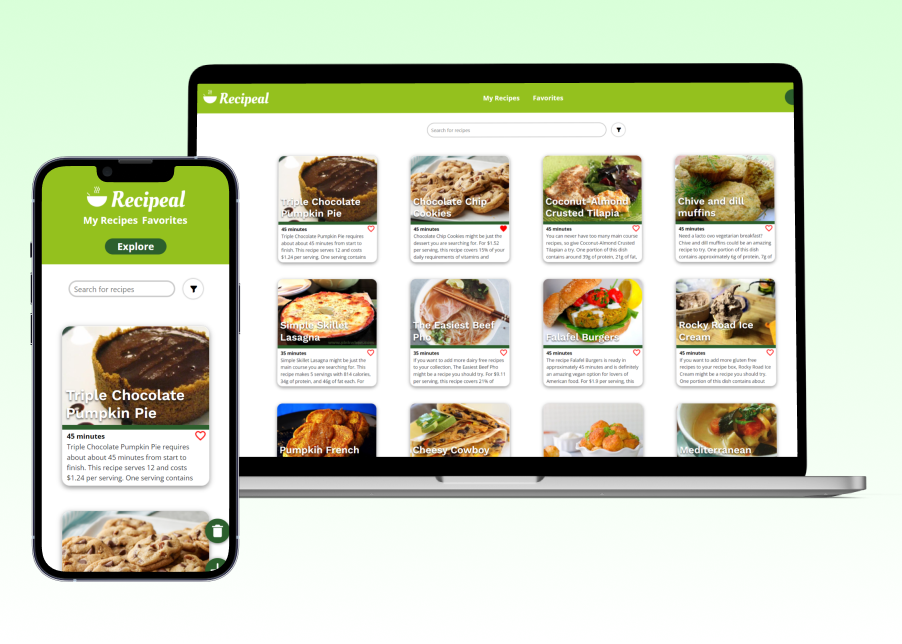 Recipeal
My Recipes Favorites
Search for recipes
Triple Chocolate
Pumpkin Pie
45 minutes
Triple Chocolate Pumpkin Pie requires
about about 45 minutes from start to
finish. This recipe serves 12 and costs
$1.24 per serving. One serving contains
Chocolate Chip
Cookies
45 minutes
Chocolate Chip Cookies might be just the
dessert you are searching for. For $1.52
per serving, this recipe covers 15% of your
daily requirements of vitamins and
Coconut-Almond
Crusted Tilapia
45 minutes
You can never have too many main course
recipes, so give Coconut-Almond Crusted
Tilapian a try. One portion of this dish
contains around 39g of protein, 21g of fat,
Chive and dill
muffins
45 minutes
Need a lacto ovo vegetarian breakfast?
Chive and dill muffins could be an amazing
recipe to try. One portion of this dish
contains approximately 6g of protein, 7g of
Simple Skillet
Lasagna
35 minutes
Simple Skillet Lasagna might be just the
main course you are searching for. This
recipe makes 5 servings with 814 calories,
34g of protein, and 46g of fat each. For
The Easiest Beef
Pho
35 minutes
If you want to add more dairy free recipes
to your collection, The Easiest Beef Pho
might be a recipe you should try. For $9.11
per serving, this recipe covers 21% of
Falafel Burgers
45 minutes
The recipe Falafel Burgers is ready in
approximately 45 minutes and is definitely
an amazing vegan option for lovers of
American food. For $1.9 per serving, this
Rocky Road Ice
Cream
45 minutes
If you want to add more gluten free
recipes to your recipe box, Rocky Road Ice
Cream might be a recipe you should try.
One portion of this dish contains about
Pumpkin French
Cheesy Cowboy
Mediterranean
Recipeal
My Recipes Favorites
Explore
Search for recipes
Triple Chocolate
Pumpkin Pie
45 minutes
Triple Chocolate Pumpkin Pie requires
about about 45 minutes from start to
finish. This recipe serves 12 and costs
$1.24 per serving. One serving contains